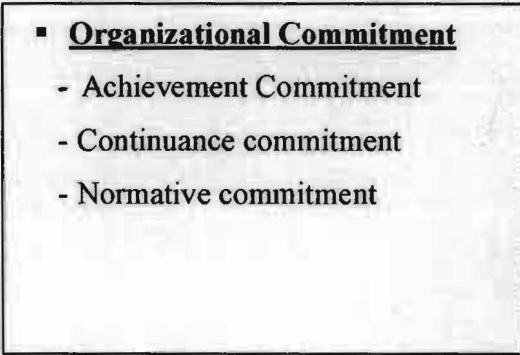 ▪ Organizational Commitment
- Achievement Commitment
- Continuance commitment
- Normative commitment